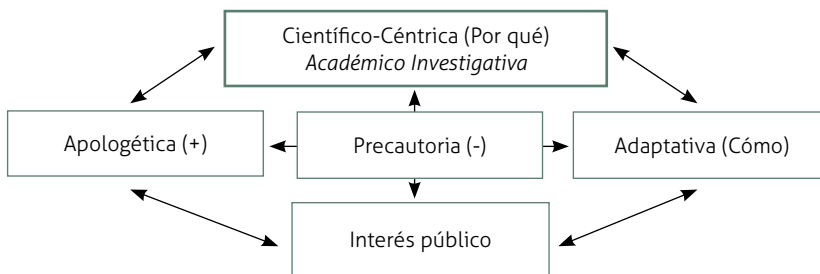 Científico-Céntrica (Por qué)
Académico Investigativa
Apologética (+)
Precautoria (-)
Adaptativa (Cómo)
Interés público